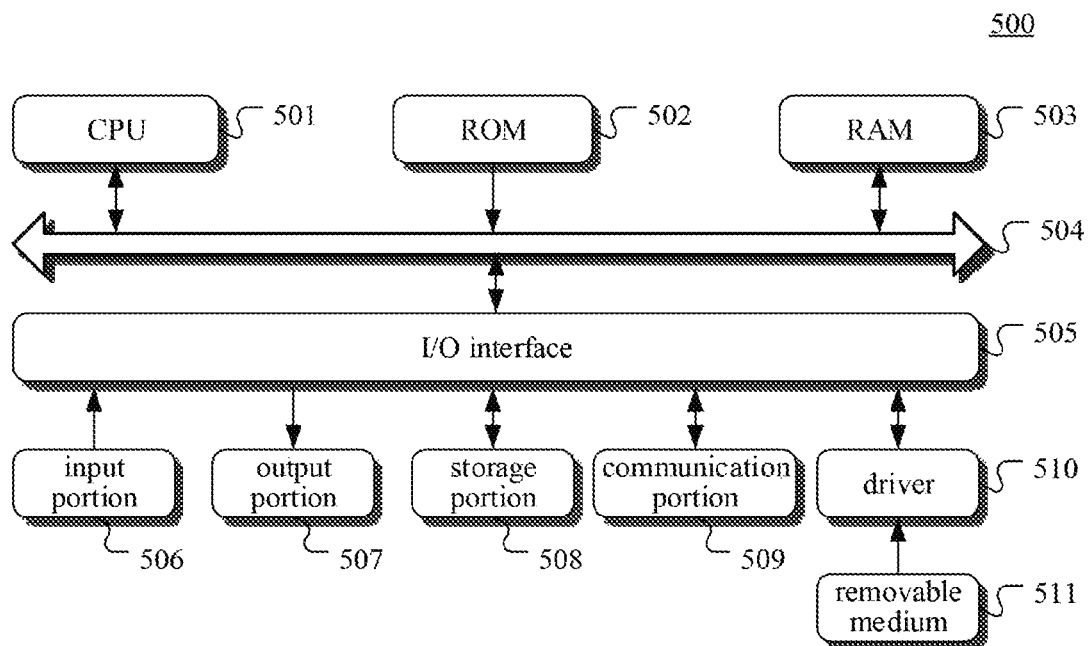 500
CPU
501
ROM
502
RAM
503
504
I/O interface
505
input
portion
506
output
portion
507
storage
portion
508
communication
portion
509
driver
510
removable
medium
511